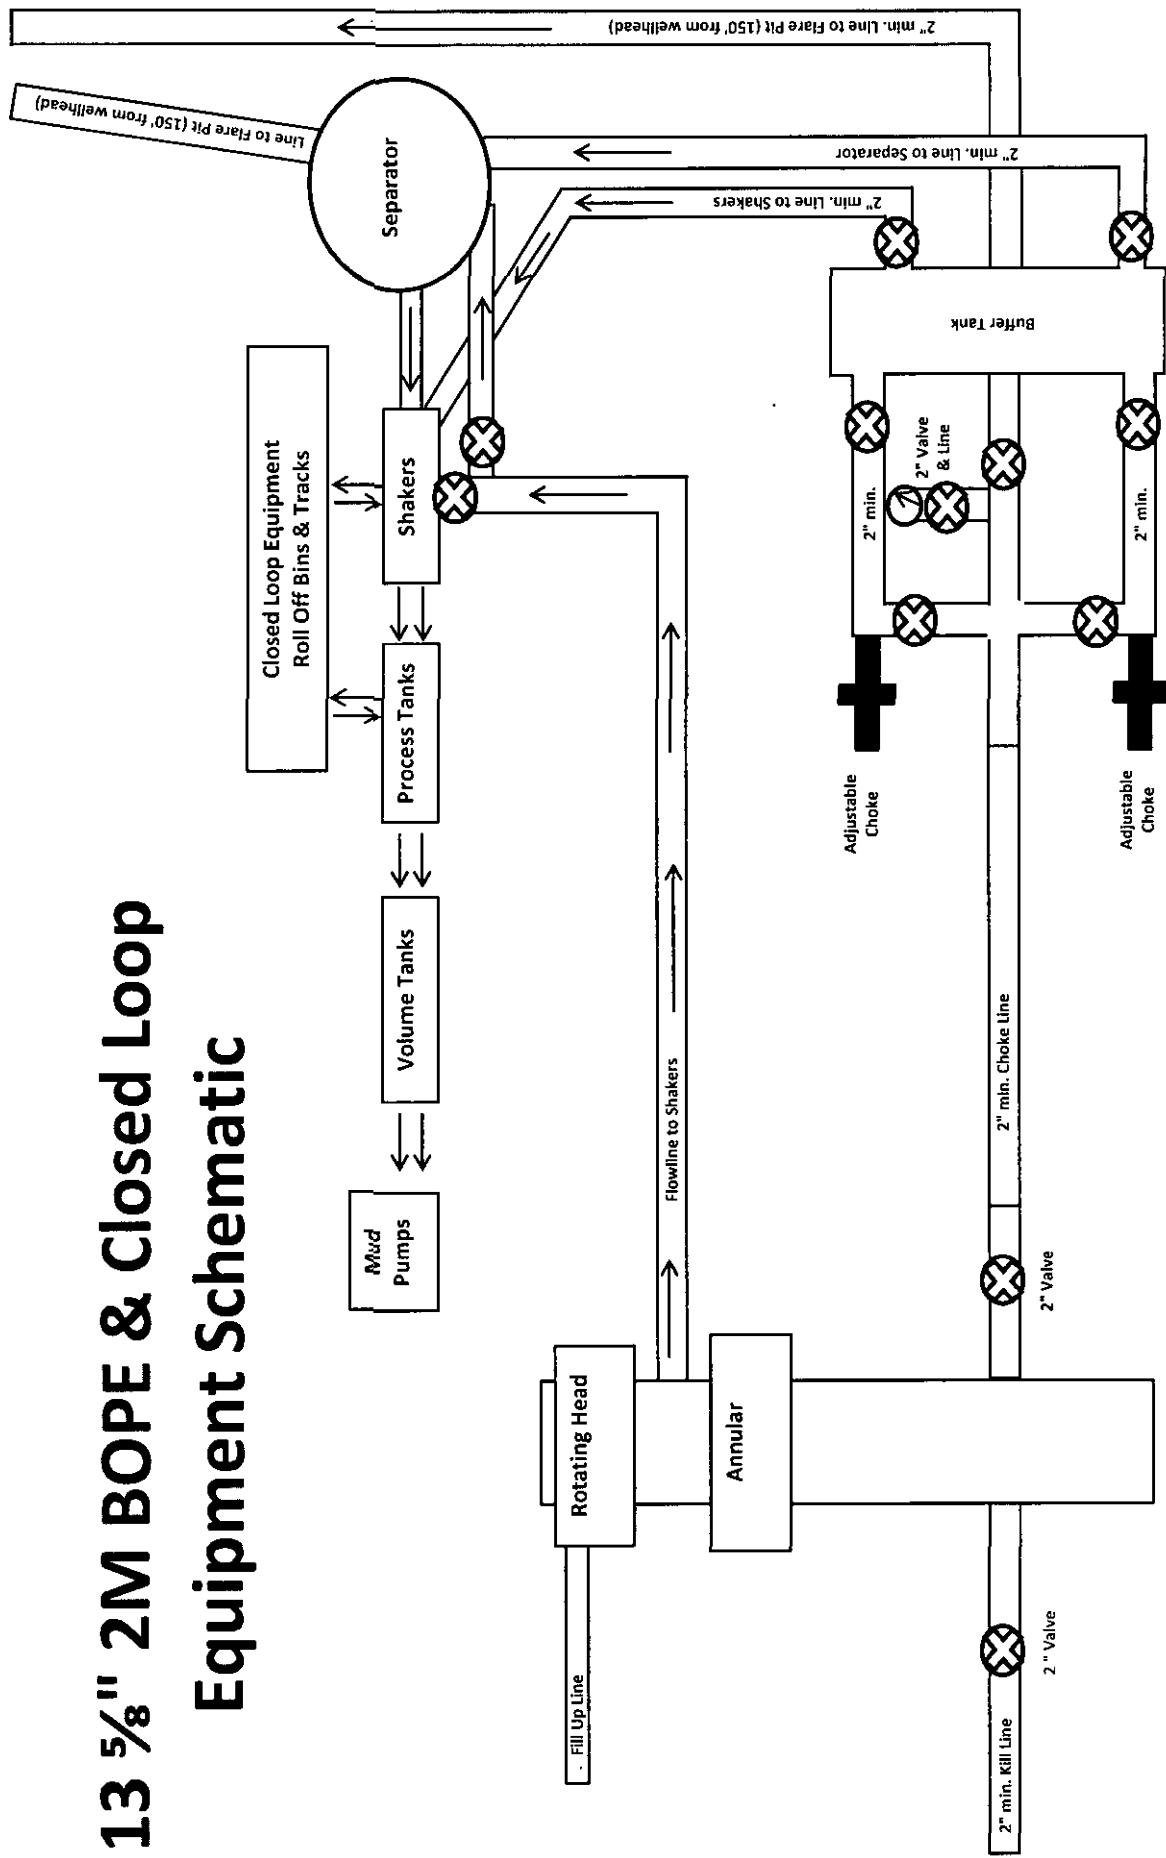 13 ⅝" 2M BOPE & Closed Loop
Equipment Schematic
Closed Loop Equipment
Roll Off Bins & Tracks
Mud
Pumps
Volume Tanks
Process Tanks
Shakers
Separator
Line to Flare Pit (150' from wellhead)
2" min. Line to Flare Pit (150' from wellhead)
Fill Up Line
Rotating Head
Flowline to Shakers
2" min. Line to Shakers
2" min. Line to Separator
Annular
Adjustable
Choke
2" min.
2" Valve
& Line
Buffer Tank
2" min. Kill Line
2 " Valve
2" Valve
2" min. Choke Line
Adjustable
Choke
2" min.